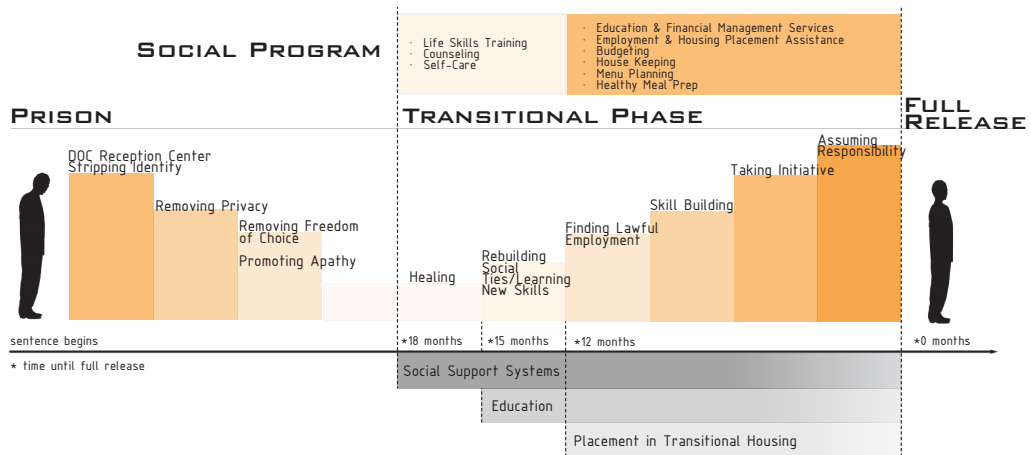 SOCIAL PROGRAM
· Life Skills Training
· Counseling
· Self-Care
· Education & Financial Management Services
· Employment & Housing Placement Assistance
· Budgeting
· House Keeping
· Menu Planning
· Healthy Meal Prep
PRISON
TRANSITIONAL PHASE
FULL
RELEASE
DOC Reception Center
Stripping Identity
Removing Privacy
Removing Freedom
of Choice
Promoting Apathy
Healing
Rebuilding
Social
Ties/Learning
New Skills
Finding Lawful
Employment
Skill Building
Taking Initiative
Assuming
Responsibility
sentence begins
*18 months
*15 months
*12 months
*0 months
* time until full release
Social Support Systems
Education
Placement in Transitional Housing